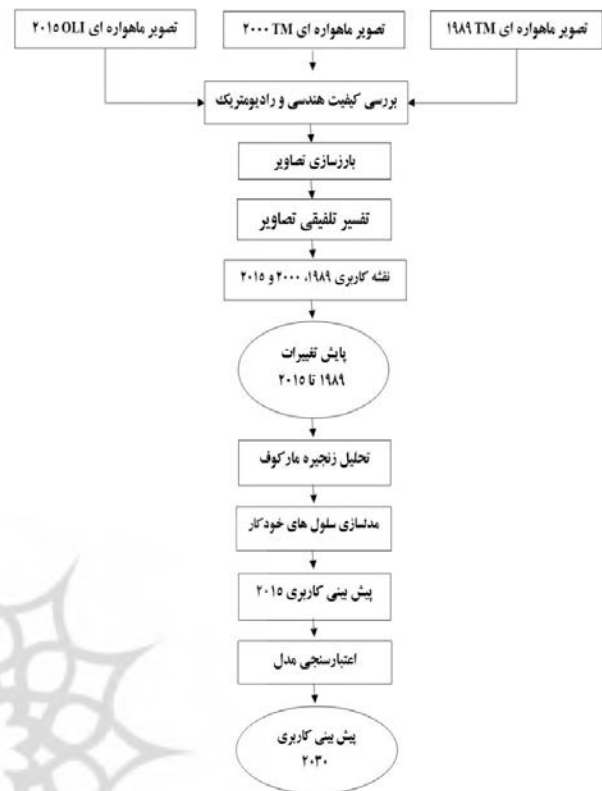 تصویر ماهواره ای TM ۱۹۸۹
تصویر ماهواره ای TM ۲۰۰۰
تصویر ماهواره ای OLI ۲۰۱۵
بررسی کیفیت هندسی و رادیومتریک
بارزسازی تصاویر
تفسیر تلفیقی تصاویر
نقشه کاربری ۱۹۸۹، ۲۰۰۰ و ۲۰۱۵
پایش تغییرات
۱۹۸۹ تا ۲۰۱۵
تحلیل زنجیره مارکوف
مدلسازی سلول های خودکار
پیش بینی کاربری ۲۰۱۵
اعتبارسنجی مدل
پیش بینی کاربری
۲۰۳۰